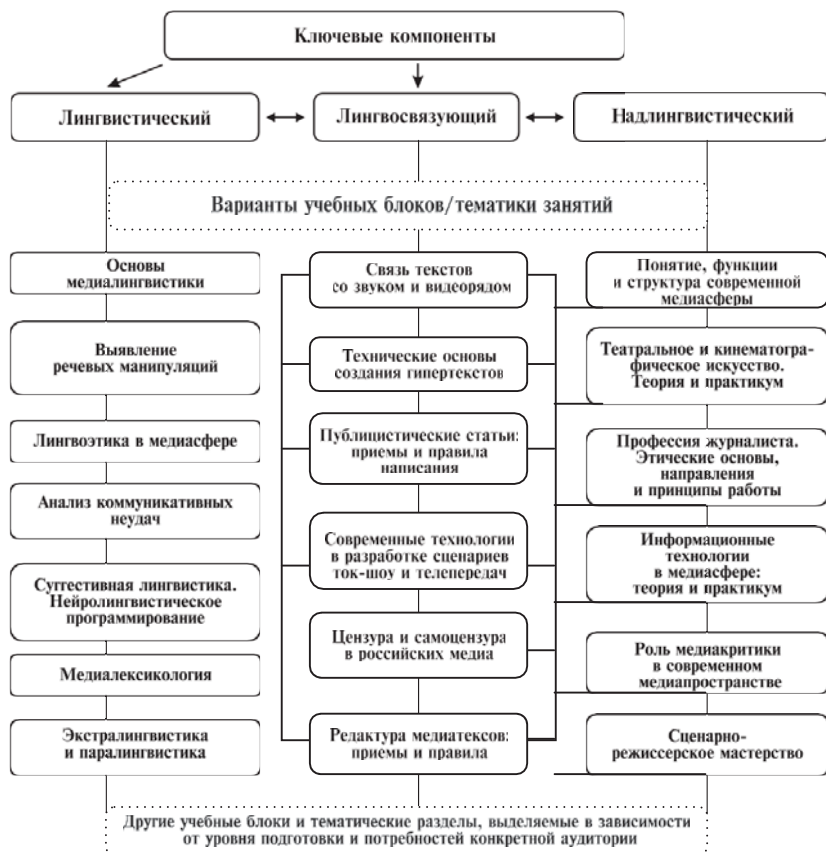 Ключевые компоненты
Лингвистический
Лингвосвязующий
Надлингвистический
Варианты учебных блоков/тематики занятий
Основы
медиалингвистики
Выявление
речевых манипуляций
Лингвоэтика в медиасфере
Анализ коммуникативных
неудач
Суггестивная лингвистика.
Нейролингвистическое
программирование
Медиалексикология
Экстралингвистика
и паралингвистика
Связь текстов
со звуком и видеорядом
Технические основы
создания гипертекстов
Публицистические статьи:
приемы и правила
написания
Современные технологии
в разработке сценариев
ток-шоу и телепередач
Цензура и самоцензура
в российских медиа
Редактура медиатексов:
приемы и правила
Понятие, функции
и структура современной
медиасферы
Театральное и кинематогра-
фическое искусство.
Теория и практикум
Профессия журналиста.
Этические основы,
направления
и принципы работы
Информационные
технологии
в медиасфере:
теория и практикум
Роль медиакритики
в современном
медиапространстве
Сценарно-
режиссерское мастерство
Другие учебные блоки и тематические разделы, выделяемые в зависимости
от уровня подготовки и потребностей конкретной аудитории